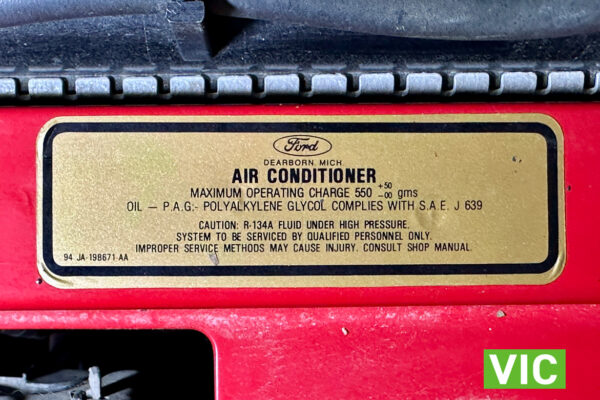 Ford
DEARBORN MICH
AIR CONDITIONER
MAXIMUM OPERATING CHARGE 550 +50 -00 gms
OIL — P.A.G:- POLYALKYLENE GLYCOL COMPLIES WITH S.A.E. J 639
CAUTION: R-134A FLUID UNDER HIGH PRESSURE.
SYSTEM TO BE SERVICED BY QUALIFIED PERSONNEL ONLY.
IMPROPER SERVICE METHODS MAY CAUSE INJURY. CONSULT SHOP MANUAL.
94 JA-198671-AA
VIC